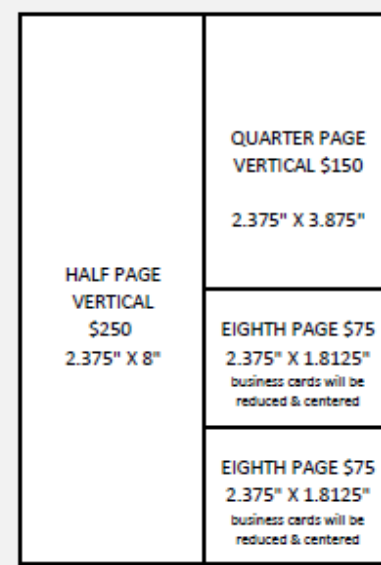 HALF PAGE
VERTICAL
$250
2.375" X 8"
QUARTER PAGE
VERTICAL $150
2.375" X 3.875"
EIGHTH PAGE $75
2.375" X 1.8125"
business cards will be
reduced & centered
EIGHTH PAGE $75
2.375" X 1.8125"
business cards will be
reduced & centered